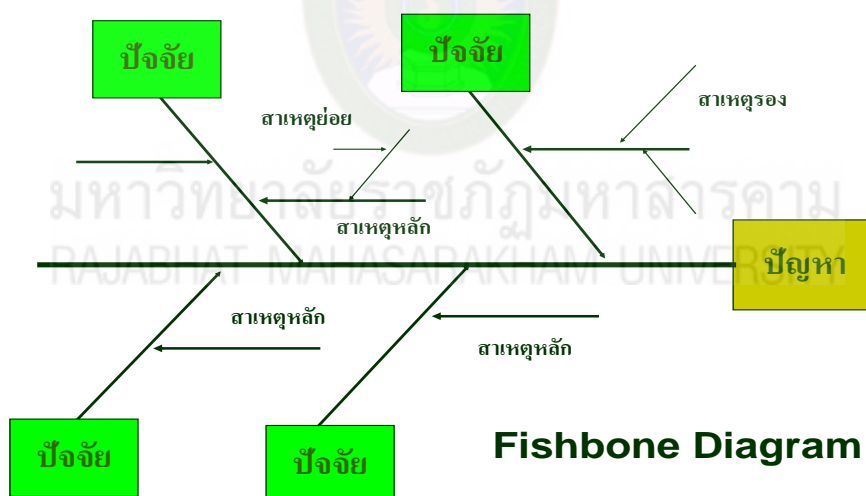 ปัจจัย
ปัจจัย
สาเหตุย่อย
สาเหตุรอง
มหาวิทยาลัยราชภัฏมหาสารคาม
สาเหตุหลัก
RAJABHAT MAHASARAKHAM UNIVERSITY
ปัญหา
สาเหตุหลัก
สาเหตุหลัก
ปัจจัย
ปัจจัย
Fishbone Diagram